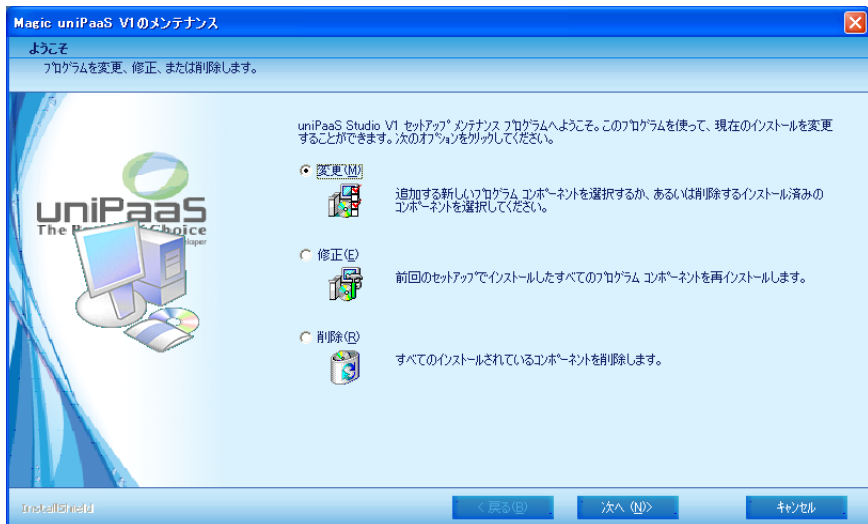 Magic uniPaaS V1のメンテナンス
ようこそ
プログラムを変更、修正、または削除します。
uniPaaS Studio V1 セットアップ メンテナンス プログラムへようこそ。このプログラムを使って、現在のインストールを変更
することができます。次のオプションをクリックしてください。
変更(M)
追加する新しいプログラム コンポーネントを選択するか、あるいは削除するインストール済みの
コンポーネントを選択してください。
uniPaaS
The Choice
修正(E)
前回のセットアップでインストールしたすべてのプログラム コンポーネントを再インストールします。
削除(R)
すべてのインストールされているコンポーネントを削除します。
InstallShield
< 戻る(B)
次へ (N)>
キャンセル